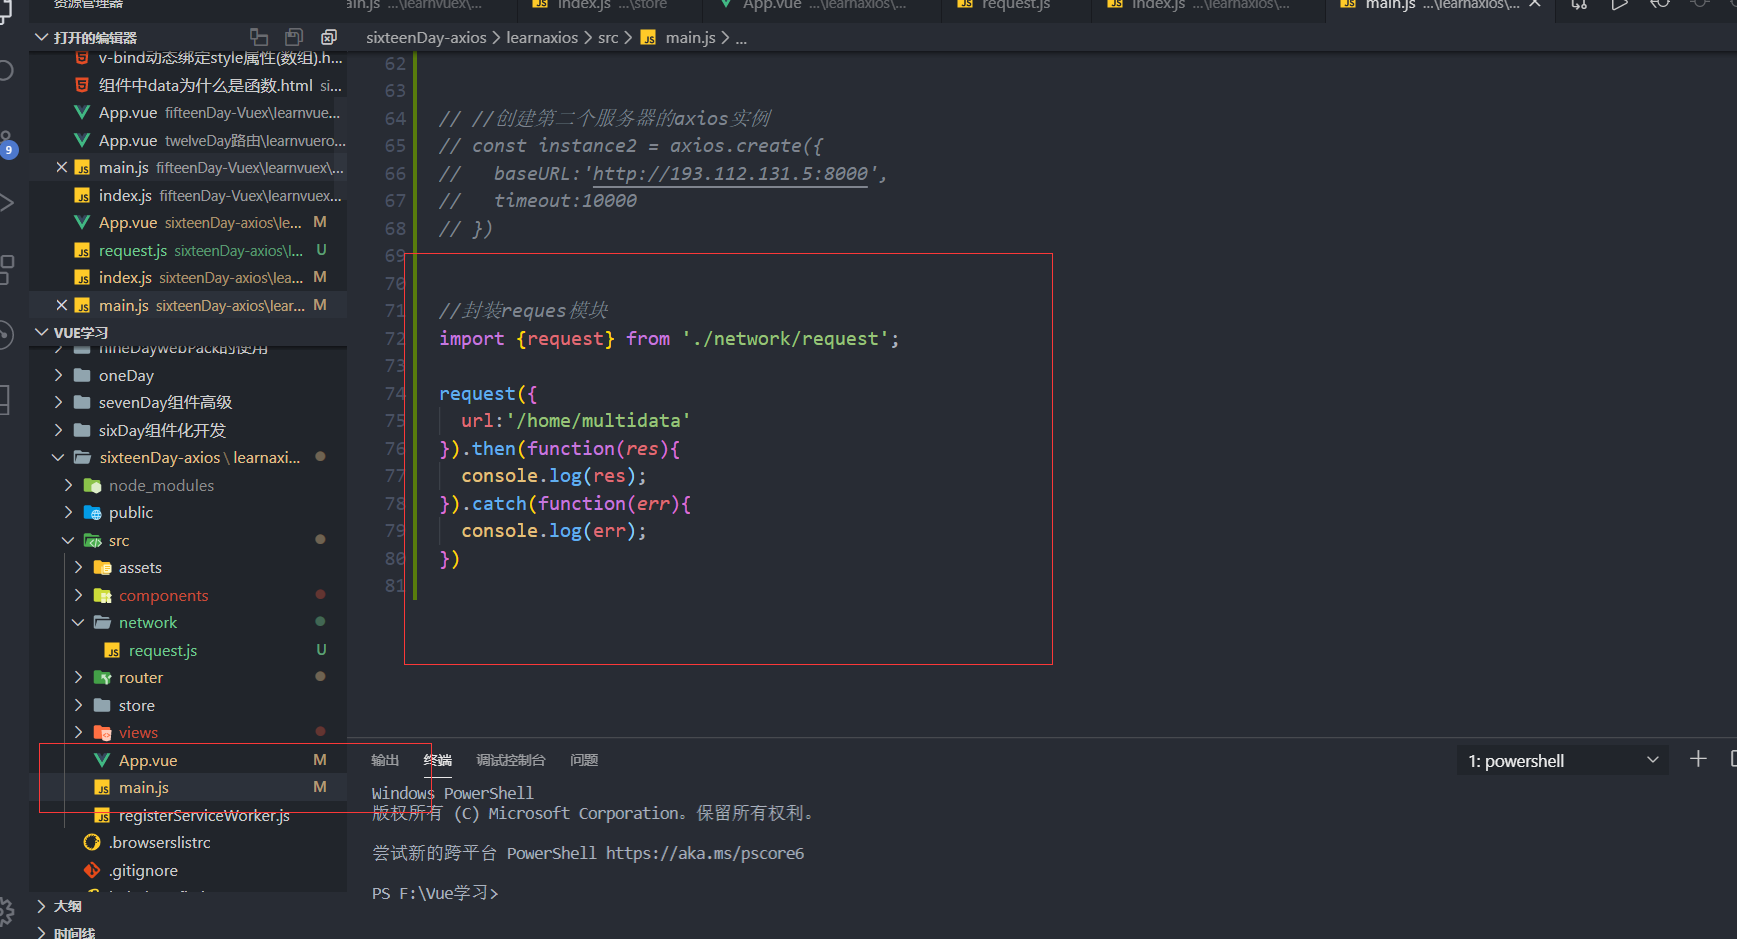 资源管理器
ain.js ...\learnvuex\...
index.js ...\store
App.vue ...\learnaxios\...
request.js
index.js ...\learnaxios\...
main.js ...\learnaxios\...
打开的编辑器
v-bind动态绑定style属性(数组).h...
组件中data为什么是函数.html si...
App.vue fifteenDay-Vuex\learnvue...
App.vue twelveDay路由\learnvuero...
main.js fifteenDay-Vuex\learnvuex\...
index.js fifteenDay-Vuex\learnvuex...
App.vue sixteenDay-axios\le... M
request.js sixteenDay-axios\l... U
index.js sixteenDay-axios\lea... M
main.js sixteenDay-axios\lear... M
9
VUE学习
nineDaywebPack的使用
oneDay
sevenDay组件高级
sixDay组件化开发
sixteenDay-axios \ learnaxi...
node_modules
public
src
assets
components
network
request.js U
router
store
views
App.vue M
main.js M
registerServiceWorker.js
.browserslistrc
.gitignore
大纲
时间线
sixteenDay-axios > learnaxios > src > main.js > ...
62
63
64 // //创建第二个服务器的axios实例
65 // const instance2 = axios.create({
66 //   baseURL:'http://193.112.131.5:8000',
67 //   timeout:10000
68 // })
69
70
71 //封装reques模块
72 import {request} from './network/request';
73
74 request({
75   url:'/home/multidata'
76 }).then(function(res){
77   console.log(res);
78 }).catch(function(err){
79   console.log(err);
80 })
81
输出 终端 调试控制台 问题
1: powershell
Windows PowerShell
版权所有 (C) Microsoft Corporation。保留所有权利。
尝试新的跨平台 PowerShell https://aka.ms/pscore6
PS F:\Vue学习>